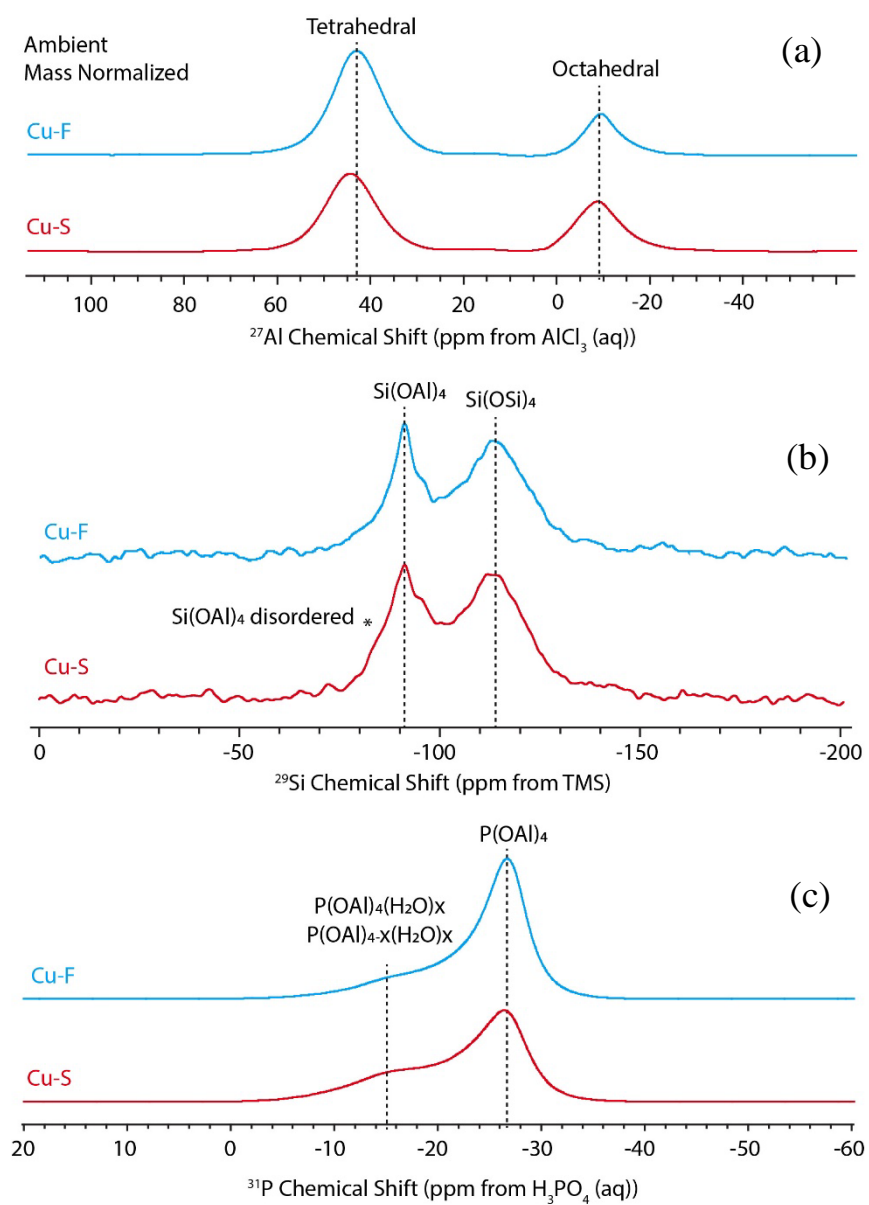 Ambient
Mass Normalized
Tetrahedral
Octahedral
(a)
Cu-F
Cu-S
100 80 60 40 20 0 -20 -40
²⁷Al Chemical Shift (ppm from AlCl₃ (aq))
Si(OAl)₄
Si(OSi)₄
(b)
Cu-F
Si(OAl)₄ disordered *
Cu-S
0 -50 -100 -150 -200
²⁹Si Chemical Shift (ppm from TMS)
P(OAl)₄
(c)
P(OAl)₄(H₂O)x
P(OAl)₄-x(H₂O)x
Cu-F
Cu-S
20 10 0 -10 -20 -30 -40 -50 -60
³¹P Chemical Shift (ppm from H₃PO₄ (aq))